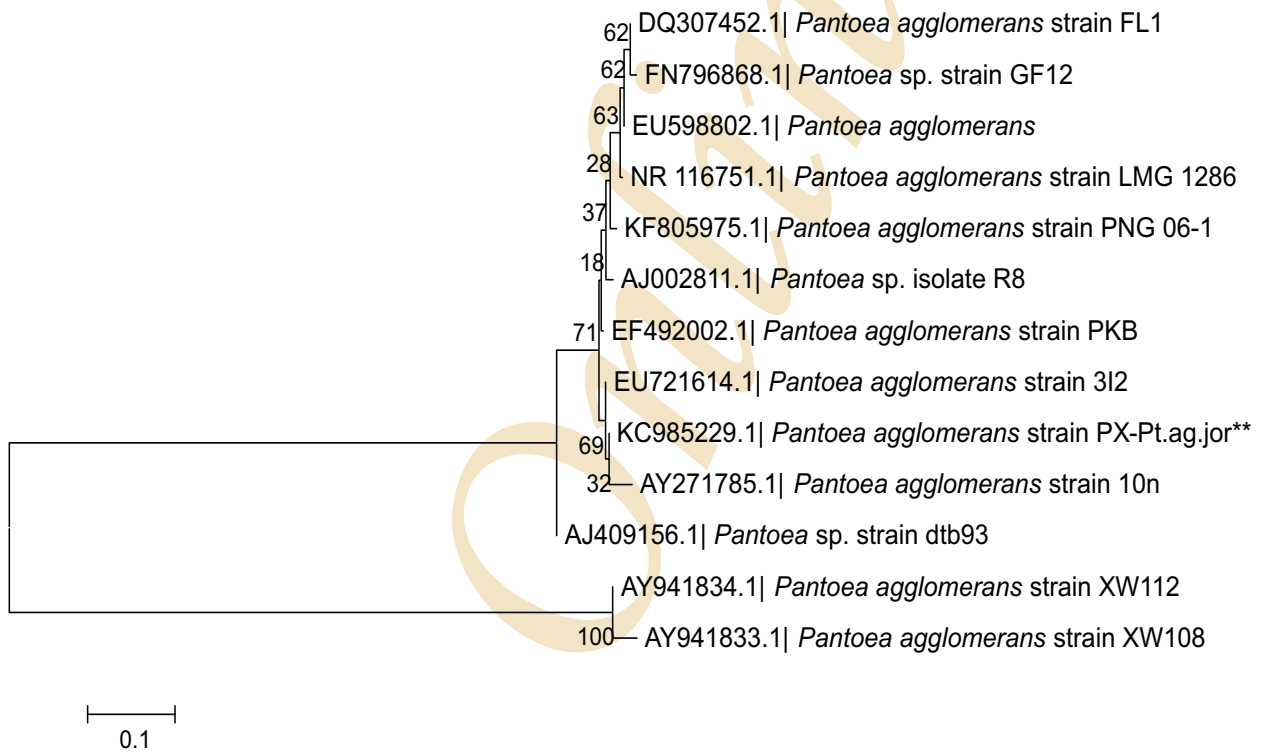 DQ307452.1| Pantoea agglomerans strain FL1
62
FN796868.1| Pantoea sp. strain GF12
62
EU598802.1| Pantoea agglomerans
63
NR 116751.1| Pantoea agglomerans strain LMG 1286
28
KF805975.1| Pantoea agglomerans strain PNG 06-1
37
AJ002811.1| Pantoea sp. isolate R8
18
EF492002.1| Pantoea agglomerans strain PKB
71
EU721614.1| Pantoea agglomerans strain 3I2
KC985229.1| Pantoea agglomerans strain PX-Pt.ag.jor**
69
AY271785.1| Pantoea agglomerans strain 10n
32
AJ409156.1| Pantoea sp. strain dtb93
AY941834.1| Pantoea agglomerans strain XW112
AY941833.1| Pantoea agglomerans strain XW108
100
0.1